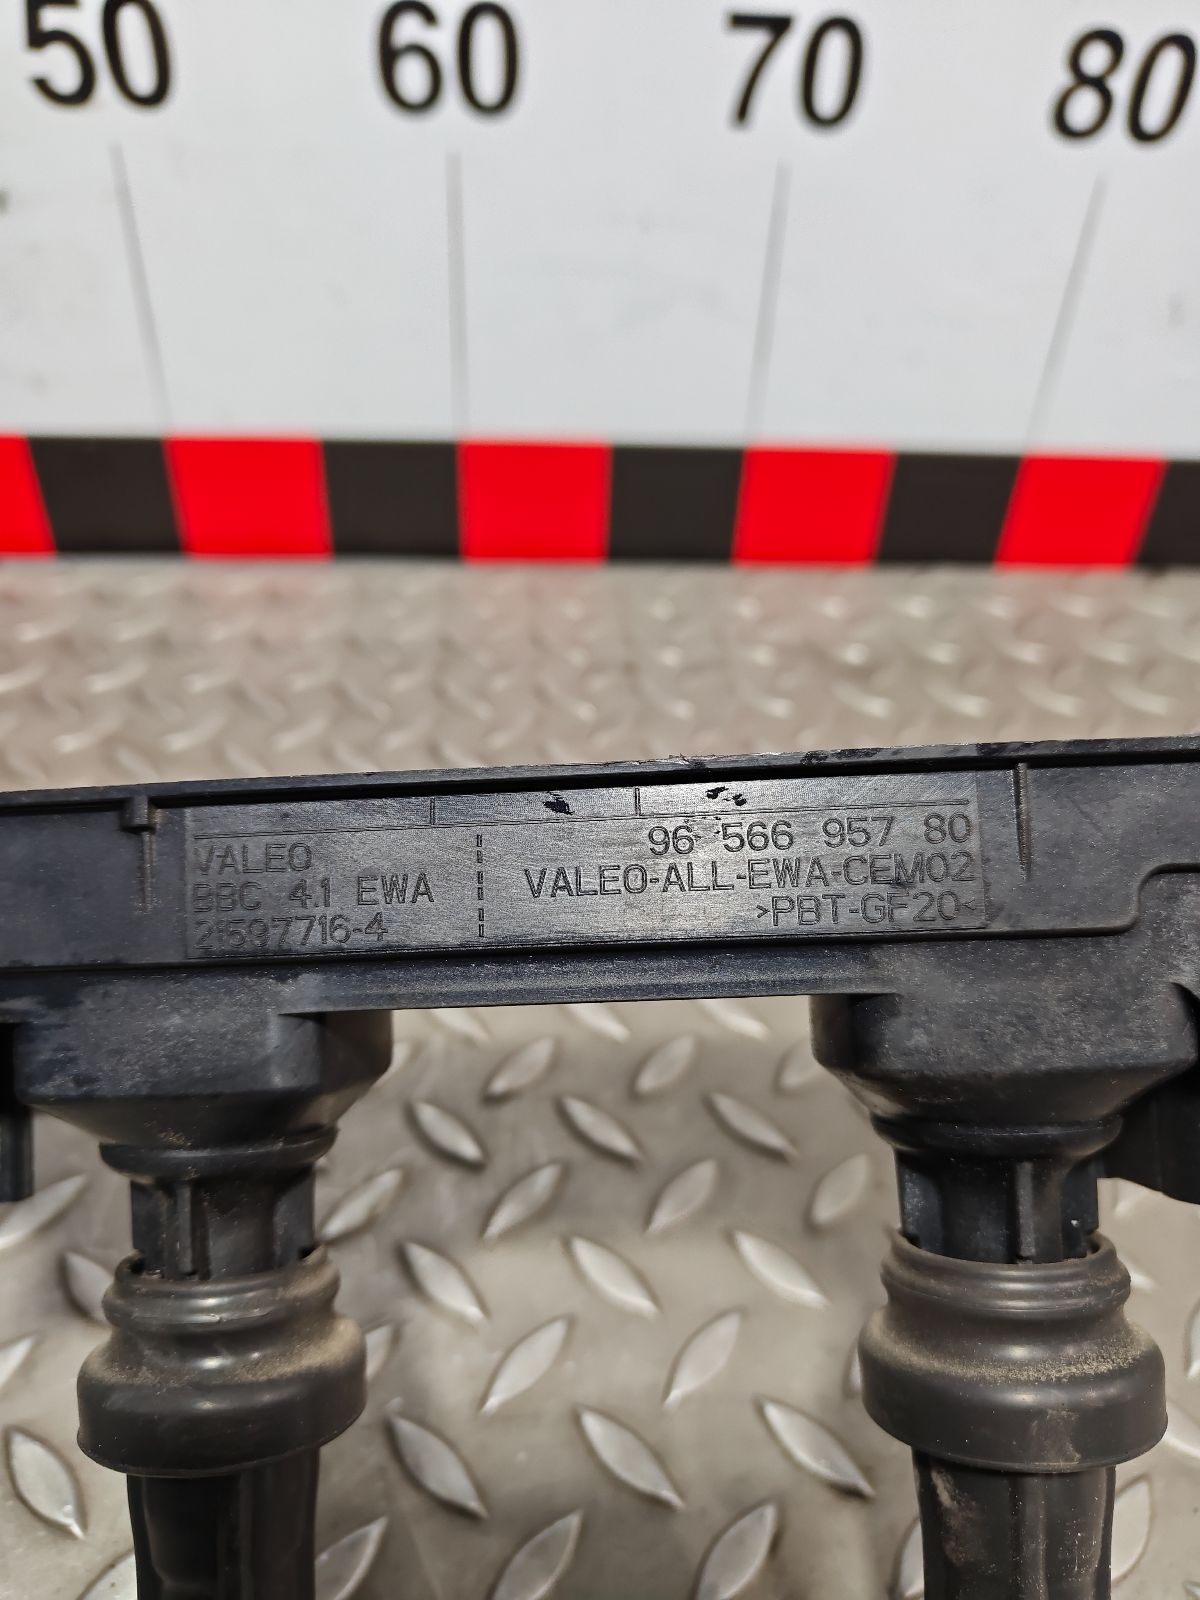 50 60 70 80
VALEO
BBC 4.1 EWA
21597716-4
96 566 957 80
VALEO-ALL-EWA-CEM02
>PBT-GF20<